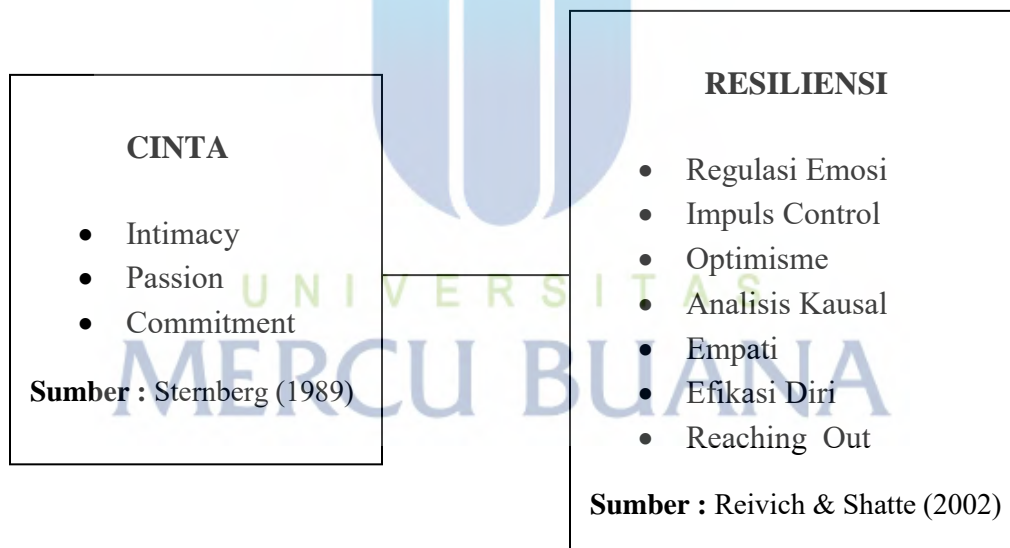 CINTA
• Intimacy
• Passion
• Commitment
Sumber : Sternberg (1989)
RESILIENSI
• Regulasi Emosi
• Impuls Control
• Optimisme
• Analisis Kausal
• Empati
• Efikasi Diri
• Reaching Out
Sumber : Reivich & Shatte (2002)
UNIVERSITAS
MERCU BUANA